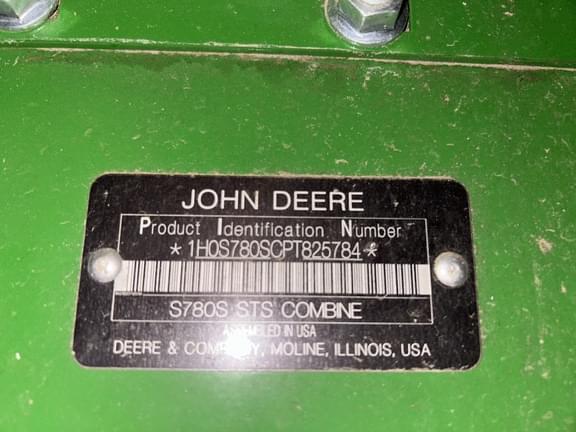 JOHN DEERE
Product Identification Number
*1H0S780SCPT825784*
S780S STS COMBINE
ASSEMBLED IN USA
DEERE & COMPANY, MOLINE, ILLINOIS, USA